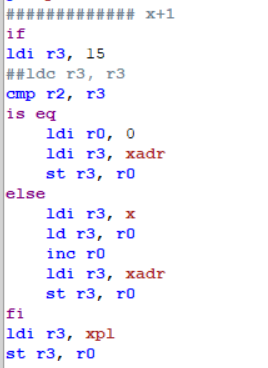 ############# x+1
if
ldi r3, 15
##ldc r3, r3
cmp r2, r3
is eq
    ldi r0, 0
    ldi r3, xadr
    st r3, r0
else
    ldi r3, x
    ld r3, r0
    inc r0
    ldi r3, xadr
    st r3, r0
fi
ldi r3, xpl
st r3, r0